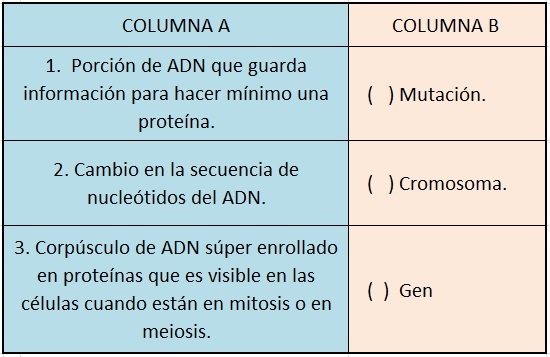 COLUMNA A
COLUMNA B
1. Porción de ADN que guarda
información para hacer mínimo una
proteína.
( ) Mutación.
2. Cambio en la secuencia de
nucleótidos del ADN.
( ) Cromosoma.
3. Corpúsculo de ADN súper enrollado
en proteínas que es visible en las
células cuando están en mitosis o en
meiosis.
( ) Gen